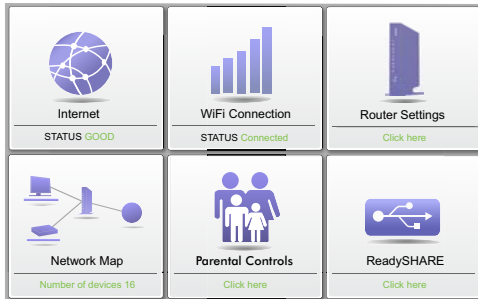 Internet
STATUS GOOD
WiFi Connection
STATUS Connected
Router Settings
Click here
Network Map
Number of devices 16
Parental Controls
Click here
ReadySHARE
Click here